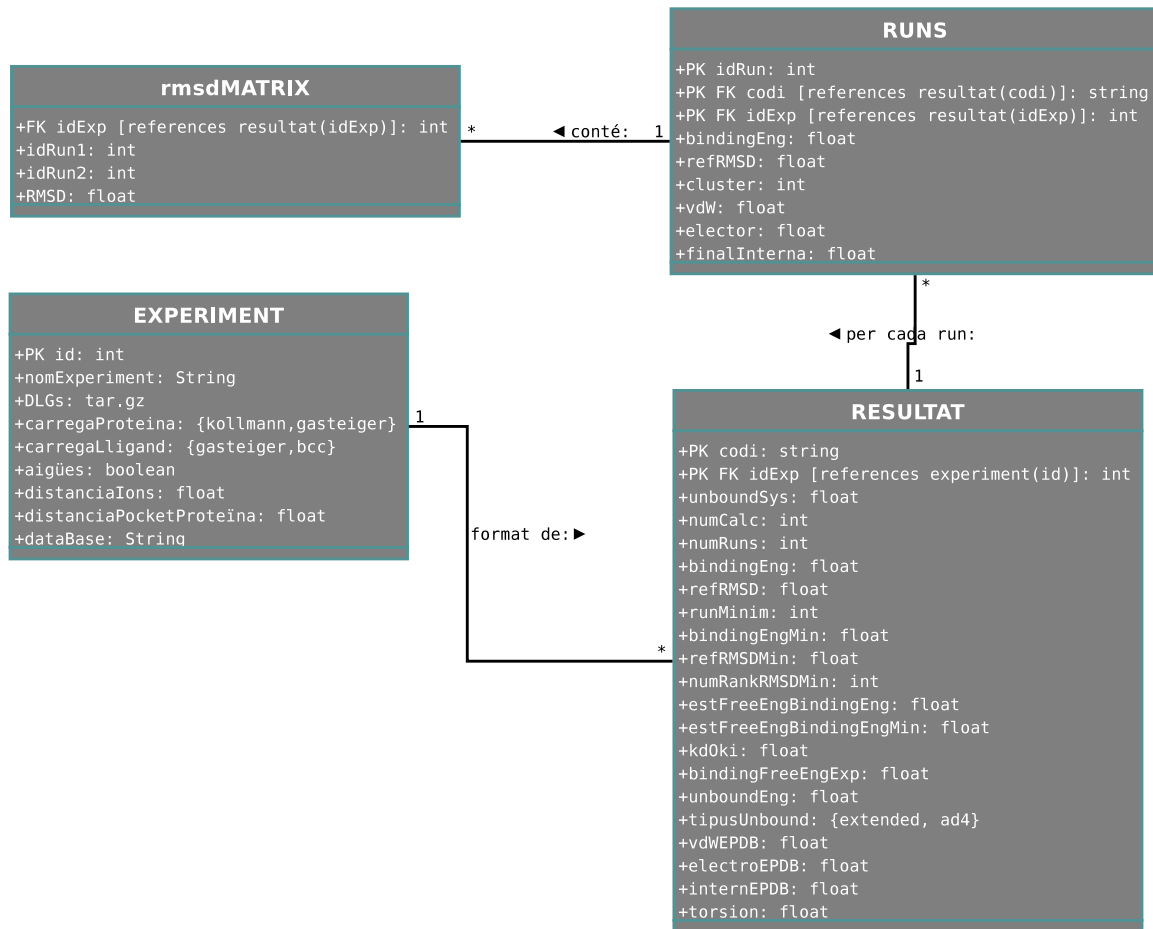 RUNS
+PK idRun: int
+PK FK codi [references resultat(codi)]: string
+PK FK idExp [references resultat(idExp)]: int
+bindingEng: float
+refRMSD: float
+cluster: int
+vdW: float
+elector: float
+finalInterna: float
rmsdMATRIX
+FK idExp [references resultat(idExp)]: int
+idRun1: int
+idRun2: int
+RMSD: float
* ◄ conté: 1
EXPERIMENT
+PK id: int
+nomExperiment: String
+DLGs: tar.gz
+carregaProteina: {kollmann,gasteiger}
+carregaLligand: {gasteiger,bcc}
+aigües: boolean
+distanciaIons: float
+distanciaPocketProteïna: float
+dataBase: String
*
◄ per cada run:
1
1
format de:►
*
RESULTAT
+PK codi: string
+PK FK idExp [references experiment(id)]: int
+unboundSys: float
+numCalc: int
+numRuns: int
+bindingEng: float
+refRMSD: float
+runMinim: int
+bindingEngMin: float
+refRMSDMin: float
+numRankRMSDMin: int
+estFreeEngBindingEng: float
+estFreeEngBindingEngMin: float
+kdOki: float
+bindingFreeEngExp: float
+unboundEng: float
+tipusUnbound: {extended, ad4}
+vdWEPDB: float
+electroEPDB: float
+internEPDB: float
+torsion: float